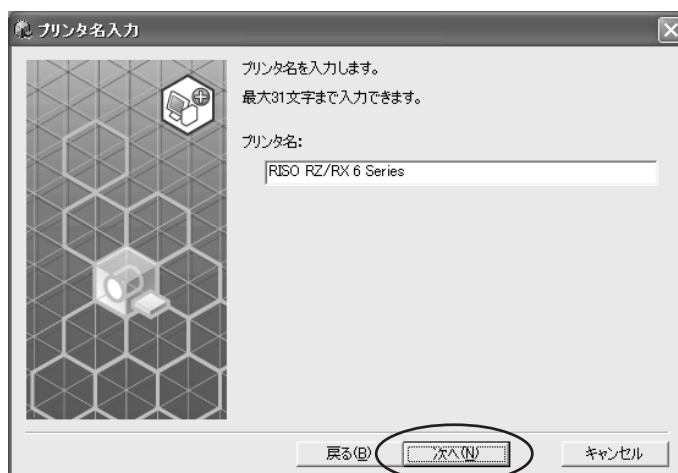 プリンタ名入力
プリンタ名を入力します。
最大31文字まで入力できます。
プリンタ名:
RISO RZ/RX 6 Series
戻る(B)
次へ(N)
キャンセル